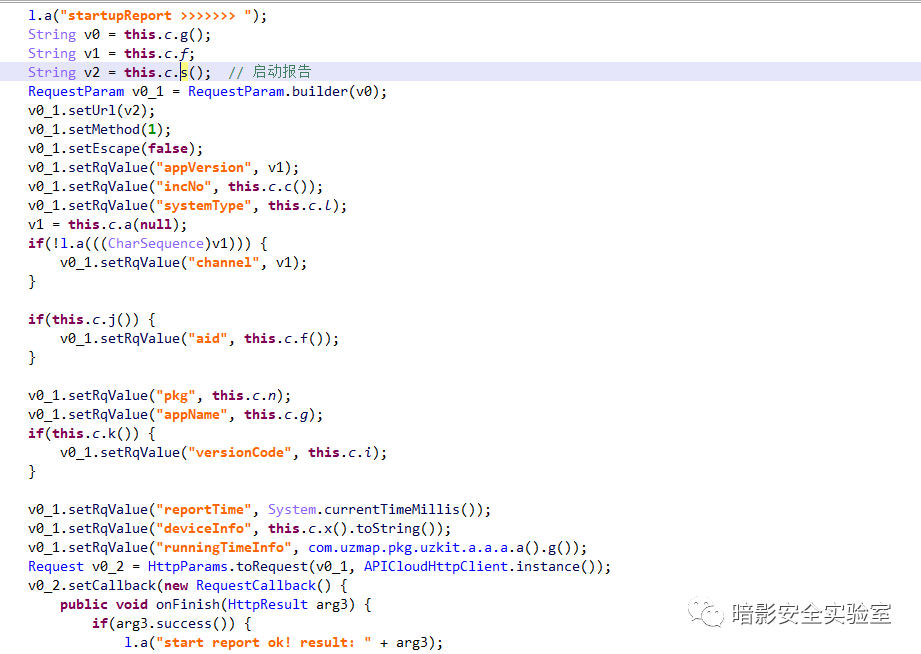 l.a("startupReport >>>>>>> ");
String v0 = this.c.g();
String v1 = this.c.f;
String v2 = this.c.s();  // 启动报告
RequestParam v0_1 = RequestParam.builder(v0);
v0_1.setUrl(v2);
v0_1.setMethod(1);
v0_1.setEscape(false);
v0_1.setRqValue("appVersion", v1);
v0_1.setRqValue("incNo", this.c.c());
v0_1.setRqValue("systemType", this.c.l);
v1 = this.c.a(null);
if(!l.a(((CharSequence)v1))) {
    v0_1.setRqValue("channel", v1);
}
if(this.c.j()) {
    v0_1.setRqValue("aid", this.c.f());
}
v0_1.setRqValue("pkg", this.c.n);
v0_1.setRqValue("appName", this.c.g);
if(this.c.k()) {
    v0_1.setRqValue("versionCode", this.c.i);
}
v0_1.setRqValue("reportTime", System.currentTimeMillis());
v0_1.setRqValue("deviceInfo", this.c.x().toString());
v0_1.setRqValue("runningTimeInfo", com.uzmap.pkg.uzkit.a.a.a.a().g());
Request v0_2 = HttpParams.toRequest(v0_1, APICloudHttpClient.instance());
v0_2.setCallback(new RequestCallback() {
    public void onFinish(HttpResult arg3) {
        if(arg3.success()) {
            l.a("start report ok! result: " + arg3);
暗影安全实验室